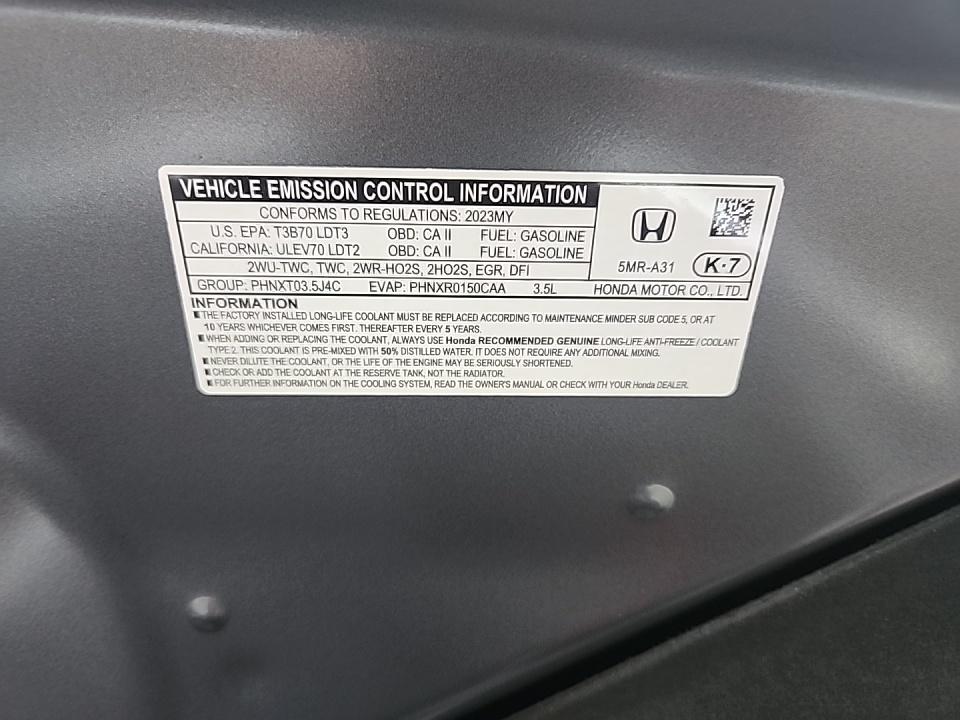 VEHICLE EMISSION CONTROL INFORMATION
CONFORMS TO REGULATIONS: 2023MY
U.S. EPA: T3B70 LDT3 OBD: CA II FUEL: GASOLINE
CALIFORNIA: ULEV70 LDT2 OBD: CA II FUEL: GASOLINE
2WU-TWC, TWC, 2WR-HO2S, 2HO2S, EGR, DFI
5MR-A31 K·7
GROUP: PHNXT03.5J4C EVAP: PHNXR0150CAA 3.5L HONDA MOTOR CO., LTD.
INFORMATION
■THE FACTORY INSTALLED LONG-LIFE COOLANT MUST BE REPLACED ACCORDING TO MAINTENANCE MINDER SUB CODE 5, OR AT
10 YEARS WHICHEVER COMES FIRST. THEREAFTER EVERY 5 YEARS.
■WHEN ADDING OR REPLACING THE COOLANT, ALWAYS USE Honda RECOMMENDED GENUINE LONG-LIFE ANTI-FREEZE / COOLANT
TYPE 2. THIS COOLANT IS PRE-MIXED WITH 50% DISTILLED WATER. IT DOES NOT REQUIRE ANY ADDITIONAL MIXING.
■NEVER DILUTE THE COOLANT, OR THE LIFE OF THE ENGINE MAY BE SERIOUSLY SHORTENED.
■CHECK OR ADD THE COOLANT AT THE RESERVE TANK, NOT THE RADIATOR.
■FOR FURTHER INFORMATION ON THE COOLING SYSTEM, READ THE OWNER'S MANUAL OR CHECK WITH YOUR Honda DEALER.